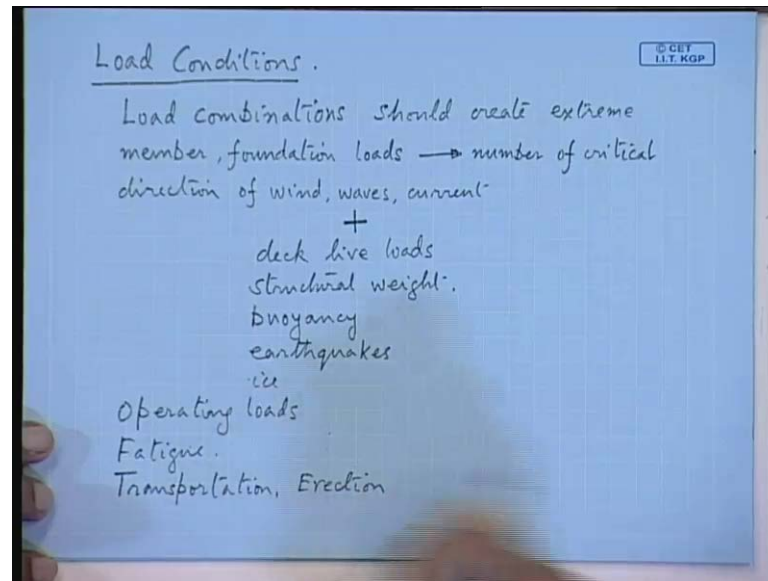 Load Conditions.
© CET
I.I.T. KGP
Load combinations should create extreme
member, foundation loads → number of critical
direction of wind, waves, current
+
deck live loads
structural weight.
buoyancy
earthquakes
ice
Operating loads
Fatigue.
Transportation, Erection